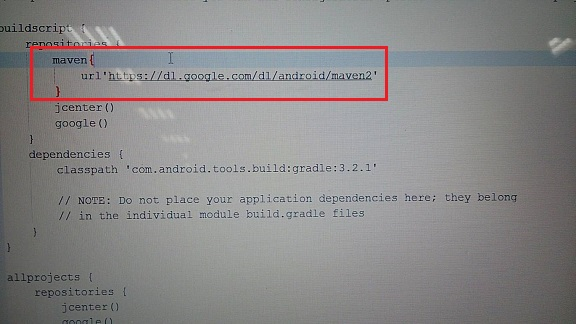 buildscript {
repositories {
maven{
url'https://dl.google.com/dl/android/maven2'
}
jcenter()
google()
}
dependencies {
classpath 'com.android.tools.build:gradle:3.2.1'
// NOTE: Do not place your application dependencies here; they belong
// in the individual module build.gradle files
}
}
allprojects {
repositories {
jcenter()
google()